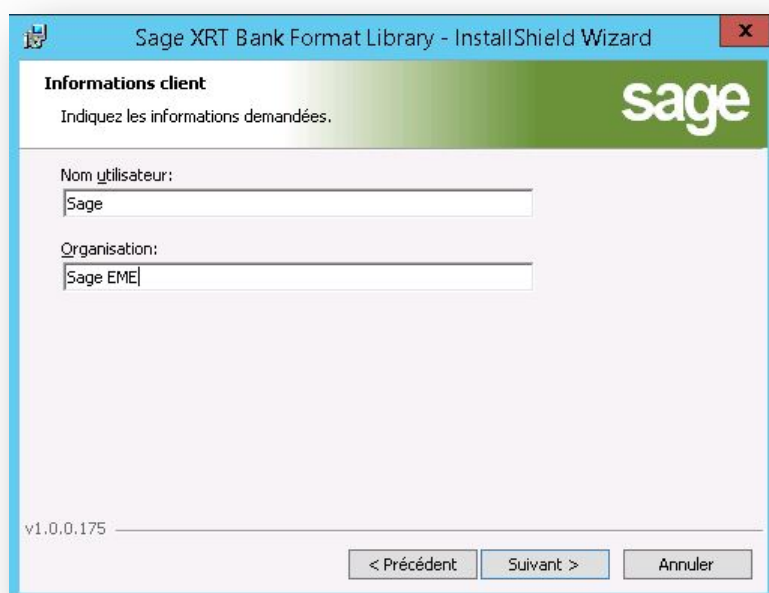 Sage XRT Bank Format Library - InstallShield Wizard
x
Informations client
Indiquez les informations demandées.
sage
Nom utilisateur:
Sage
Organisation:
Sage EME
v1.0.0.175
< Précédent
Suivant >
Annuler